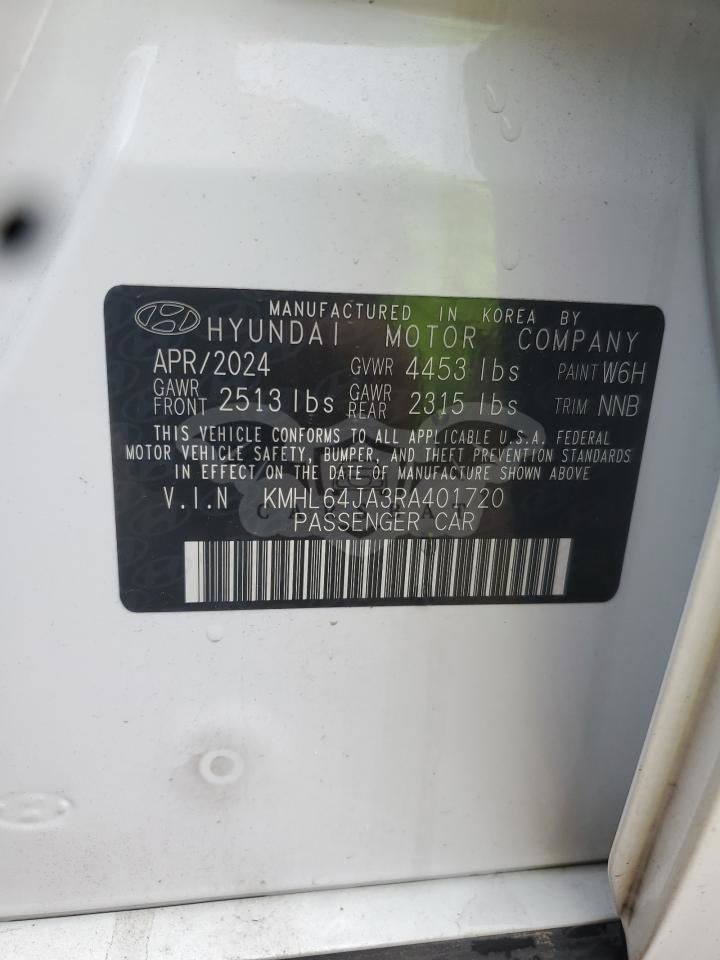 MANUFACTURED IN KOREA BY
HYUNDAI MOTOR COMPANY
APR/2024 GVWR 4453 lbs PAINT W6H
GAWR FRONT 2513 lbs GAWR REAR 2315 lbs TRIM NNB
THIS VEHICLE CONFORMS TO ALL APPLICABLE U.S.A. FEDERAL
MOTOR VEHICLE SAFETY, BUMPER, AND THEFT PREVENTION STANDARDS
IN EFFECT ON THE DATE OF MANUFACTURE SHOWN ABOVE
V.I.N KMHL64JA3RA401720
PASSENGER CAR